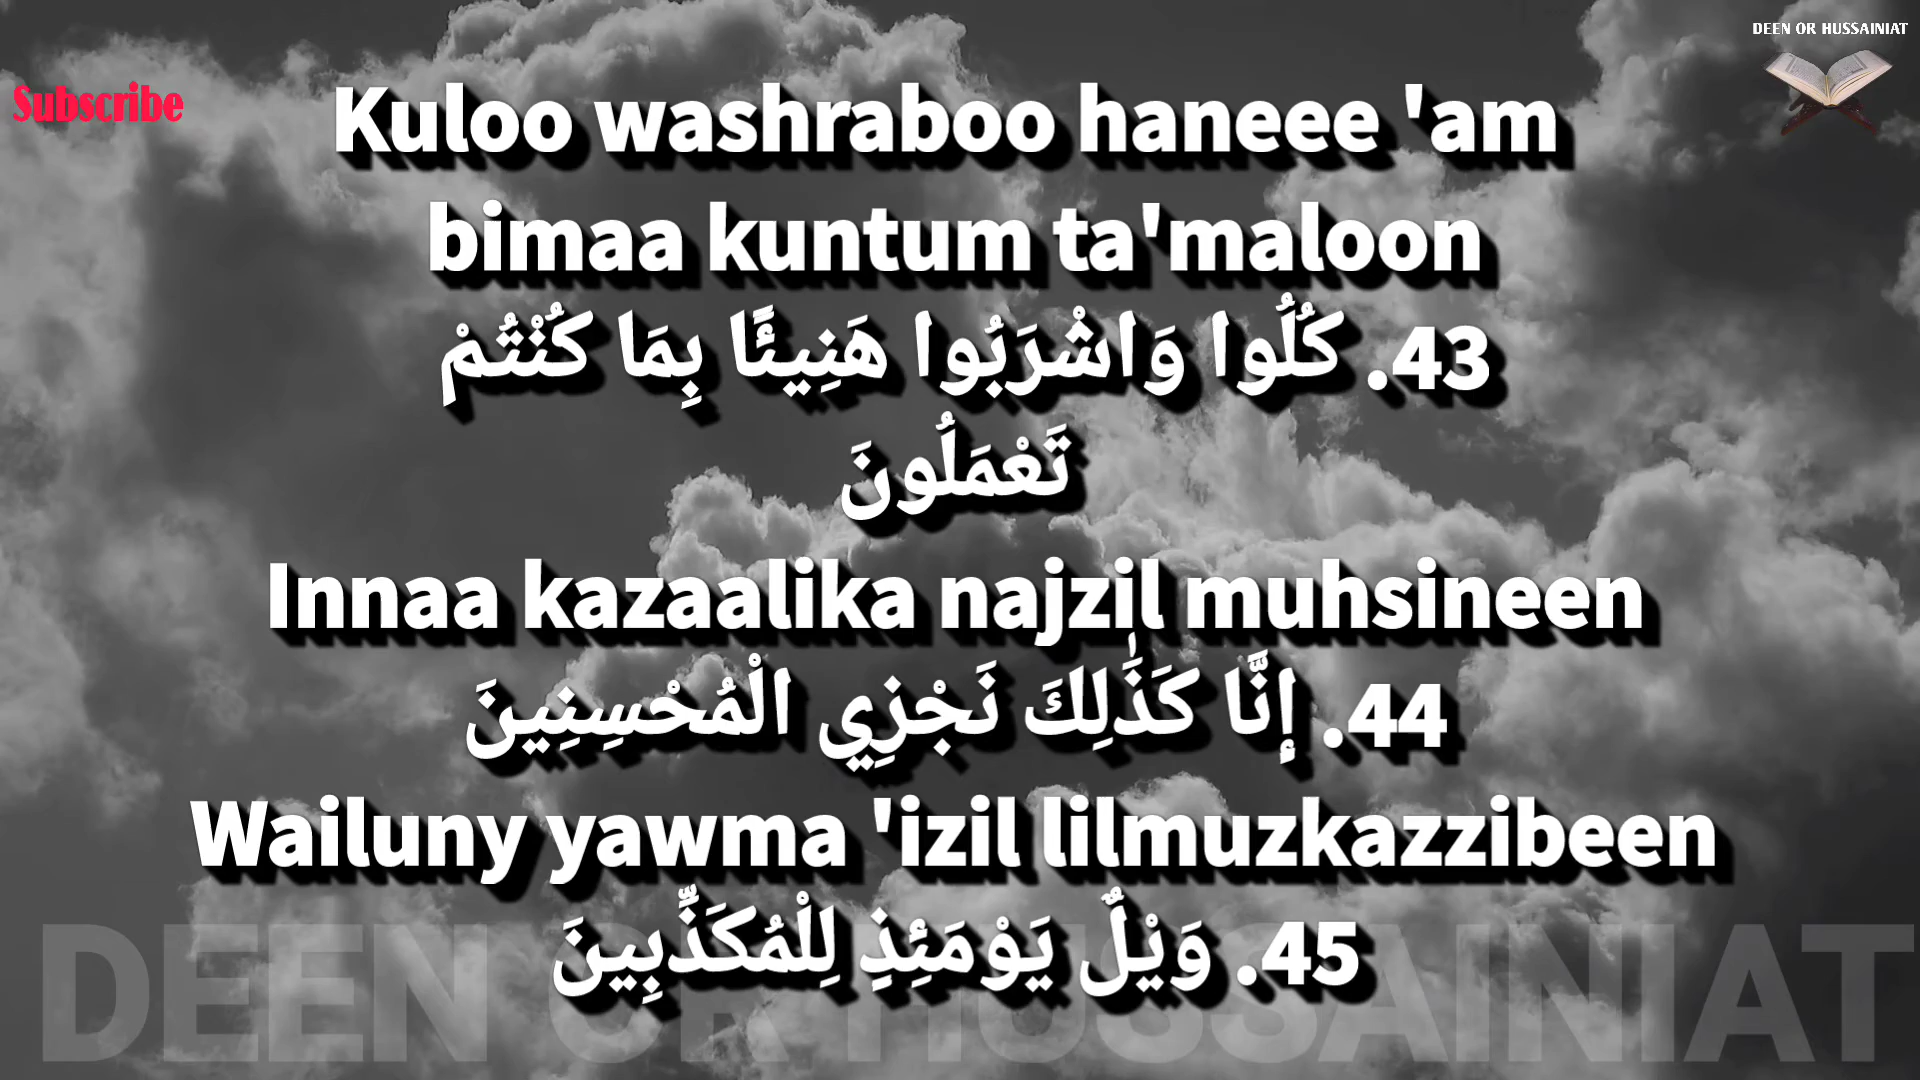 DEEN OR HUSSAINIAT
Subscribe
Kuloo washraboo haneee 'am
bimaa kuntum ta'maloon
43. كُلُوا وَاشْرَبُوا هَنِيئًا بِمَا كُنْتُمْ
تَعْمَلُونَ
Innaa kazaalika najzil muhsineen
44. إِنَّا كَذَٰلِكَ نَجْزِي الْمُحْسِنِينَ
Wailuny yawma 'izil lilmuzkazzibeen
45. وَيْلٌ يَوْمَئِذٍ لِلْمُكَذِّبِينَ
DEEN OR HUSSAINIAT